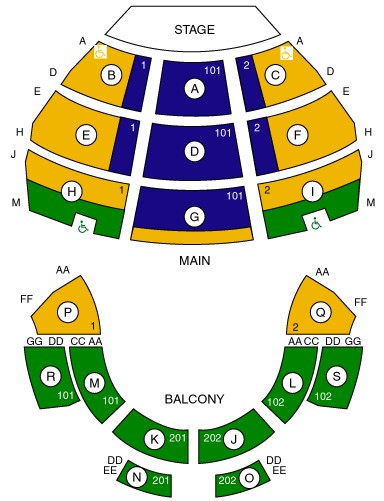 STAGE
A
A
B
1
101
2
C
D
A
D
E
E
E
1
101
2
F
D
H
H
J
J
H
1
101
2
I
M
G
M
MAIN
AA
AA
FF
FF
P
1
2
Q
GG DD CC AA
AA CC DD GG
R
M
L
S
101
101
102
102
BALCONY
K
201
202
J
DD
DD
EE
EE
N
201
202
O